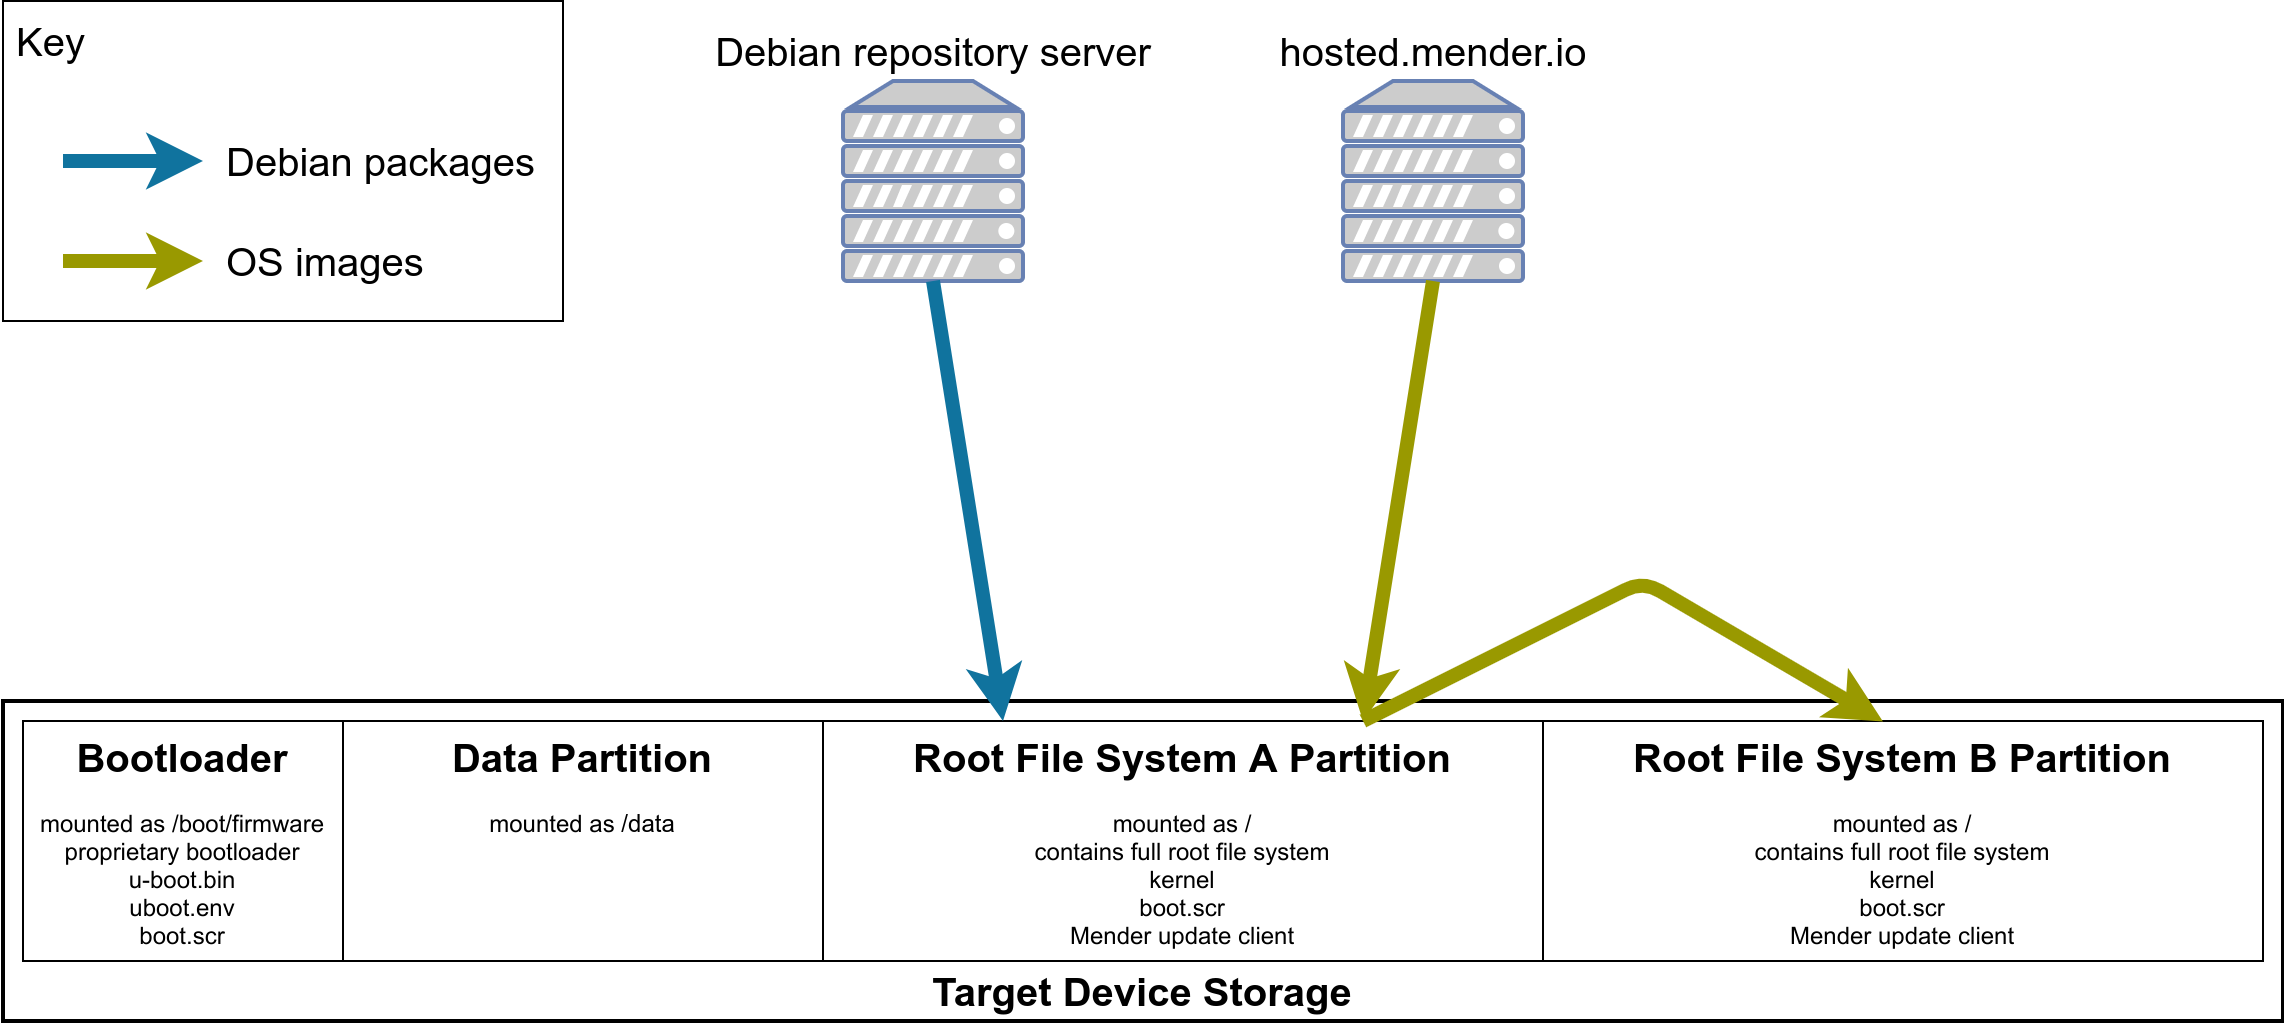 Key
Debian packages
OS images
Debian repository server
hosted.mender.io
Bootloader
mounted as /boot/firmware
proprietary bootloader
u-boot.bin
uboot.env
boot.scr
Data Partition
mounted as /data
Root File System A Partition
mounted as /
contains full root file system
kernel
boot.scr
Mender update client
Root File System B Partition
mounted as /
contains full root file system
kernel
boot.scr
Mender update client
Target Device Storage